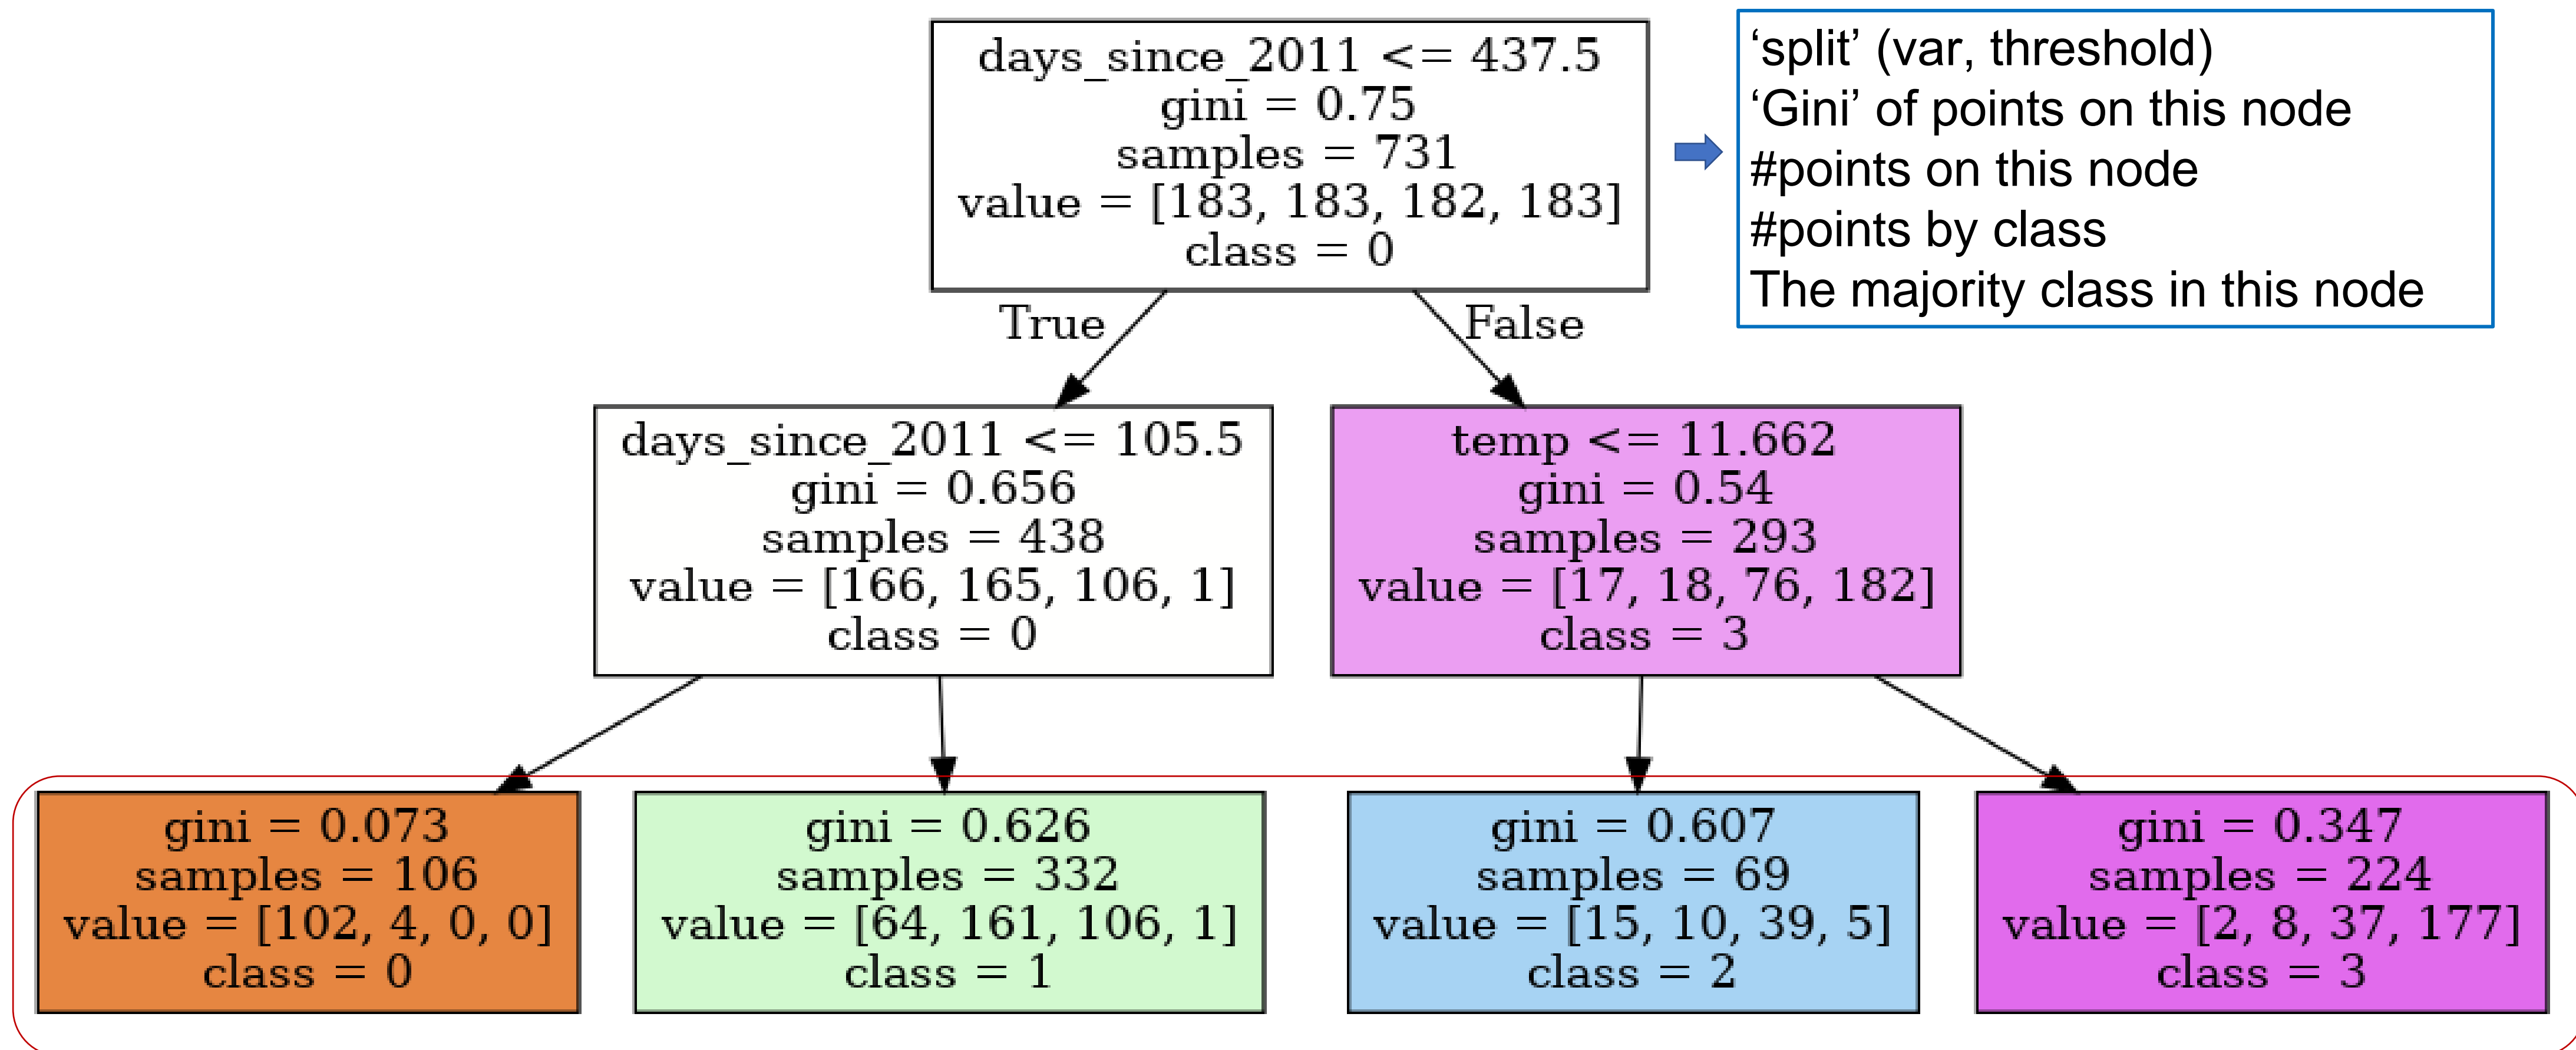 days_since_2011 <= 437.5
gini = 0.75
samples = 731
value = [183, 183, 182, 183]
class = 0
‘split’ (var, threshold)
‘Gini’ of points on this node
#points on this node
#points by class
The majority class in this node
True
False
days_since_2011 <= 105.5
gini = 0.656
samples = 438
value = [166, 165, 106, 1]
class = 0
temp <= 11.662
gini = 0.54
samples = 293
value = [17, 18, 76, 182]
class = 3
gini = 0.073
samples = 106
value = [102, 4, 0, 0]
class = 0
gini = 0.626
samples = 332
value = [64, 161, 106, 1]
class = 1
gini = 0.607
samples = 69
value = [15, 10, 39, 5]
class = 2
gini = 0.347
samples = 224
value = [2, 8, 37, 177]
class = 3